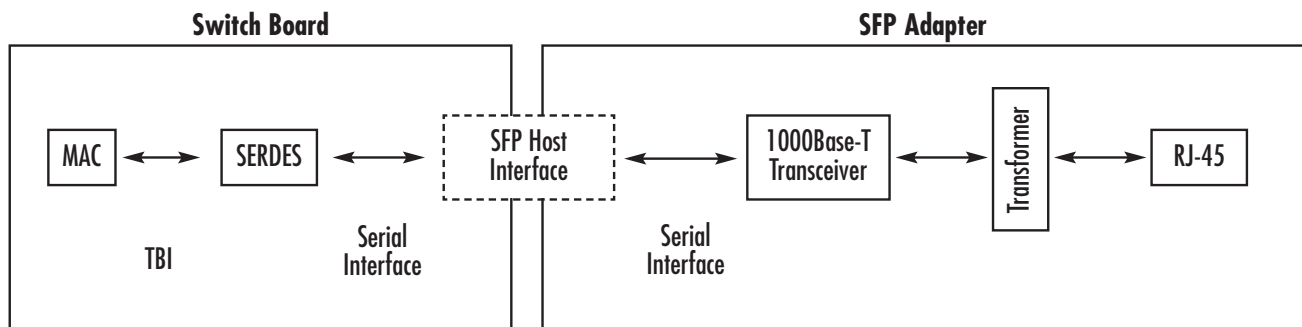 Switch Board
SFP Adapter
MAC
SERDES
SFP Host
Interface
1000Base-T
Transceiver
Transformer
RJ-45
TBI
Serial
Interface
Serial
Interface